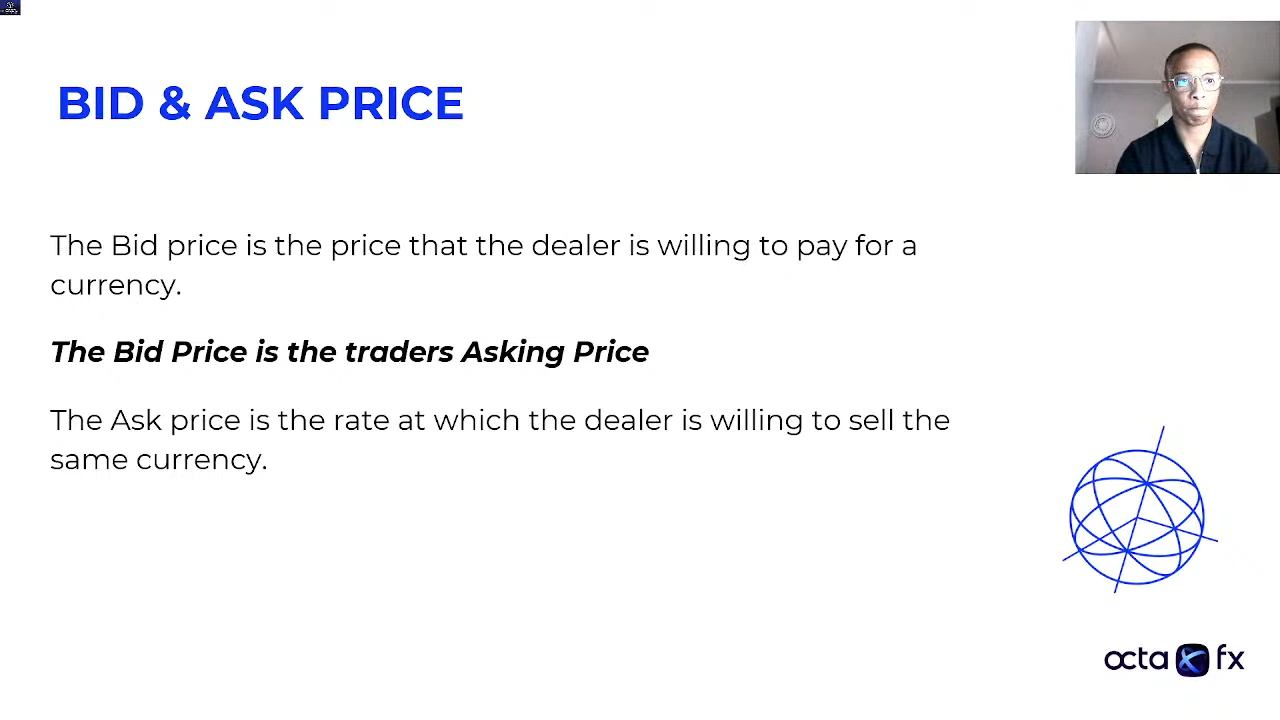 BID & ASK PRICE
The Bid price is the price that the dealer is willing to pay for a
currency.
The Bid Price is the traders Asking Price
The Ask price is the rate at which the dealer is willing to sell the
same currency.
octa fx